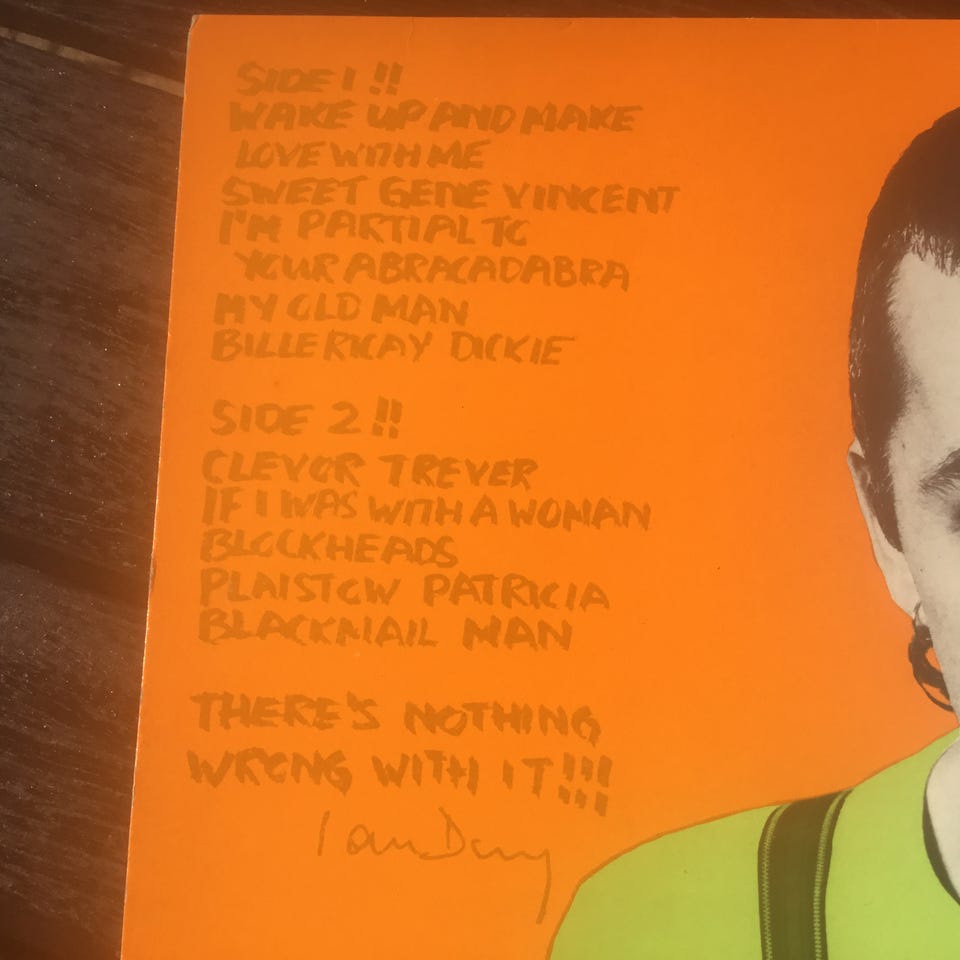 SIDE 1 !!
WAKE UP AND MAKE
LOVE WITH ME
SWEET GENE VINCENT
I'M PARTIAL TO
YOUR ABRACADABRA
MY OLD MAN
BILLERICAY DICKIE
SIDE 2 !!
CLEVOR TREVER
IF I WAS WITH A WOMAN
BLOCKHEADS
PLAISTOW PATRICIA
BLACKMAIL MAN
THERE'S NOTHING
WRONG WITH IT!!!
Ian Dury